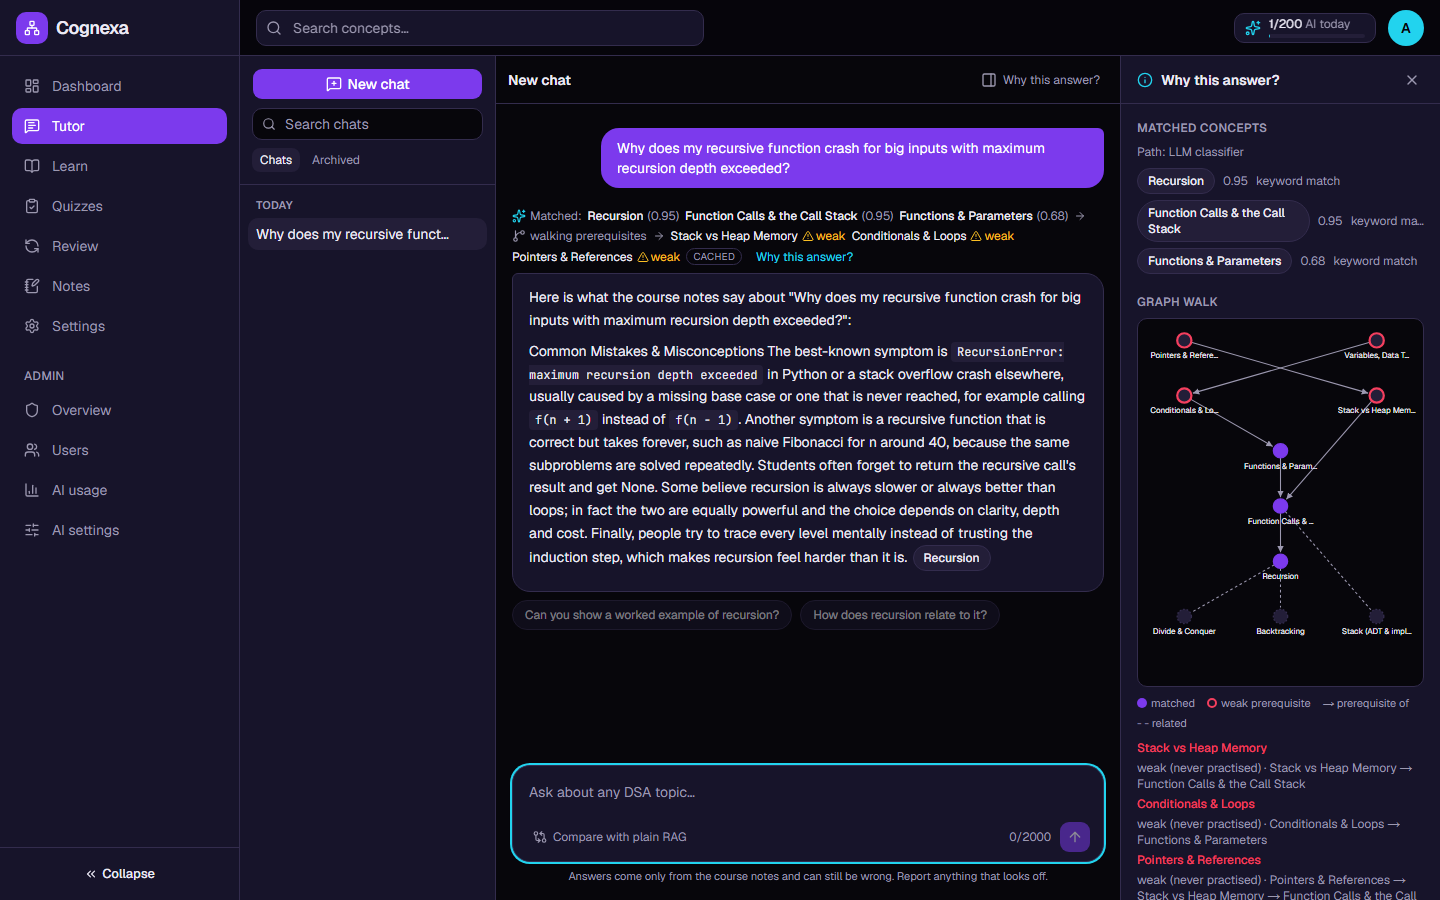 Cognexa
Search concepts...
1/200 AI today
A
Dashboard
Tutor
Learn
Quizzes
Review
Notes
Settings
ADMIN
Overview
Users
AI usage
AI settings
Collapse
New chat
Search chats
Chats
Archived
TODAY
Why does my recursive funct...
New chat
Why this answer?
Why does my recursive function crash for big inputs with maximum
recursion depth exceeded?
Matched: Recursion (0.95) Function Calls & the Call Stack (0.95) Functions & Parameters (0.68) →
walking prerequisites → Stack vs Heap Memory weak Conditionals & Loops weak
Pointers & References weak CACHED Why this answer?
Here is what the course notes say about "Why does my recursive function crash for big
inputs with maximum recursion depth exceeded?":
Common Mistakes & Misconceptions The best-known symptom is RecursionError:
maximum recursion depth exceeded in Python or a stack overflow crash elsewhere,
usually caused by a missing base case or one that is never reached, for example calling
f(n + 1) instead of f(n - 1). Another symptom is a recursive function that is
correct but takes forever, such as naive Fibonacci for n around 40, because the same
subproblems are solved repeatedly. Students often forget to return the recursive call's
result and get None. Some believe recursion is always slower or always better than
loops; in fact the two are equally powerful and the choice depends on clarity, depth
and cost. Finally, people try to trace every level mentally instead of trusting the
induction step, which makes recursion feel harder than it is. Recursion
Can you show a worked example of recursion?
How does recursion relate to it?
Ask about any DSA topic...
Compare with plain RAG
0/2000
Answers come only from the course notes and can still be wrong. Report anything that looks off.
Why this answer?
MATCHED CONCEPTS
Path: LLM classifier
Recursion 0.95 keyword match
Function Calls & the Call
Stack
0.95 keyword ma...
Functions & Parameters 0.68 keyword match
GRAPH WALK
Pointers & Refere...
Variables, Data T...
Conditionals & Lo...
Stack vs Heap Mem...
Functions & Param...
Function Calls & ...
Recursion
Divide & Conquer
Backtracking
Stack (ADT & impl...
matched
weak prerequisite
→ prerequisite of
- - related
Stack vs Heap Memory
weak (never practised) · Stack vs Heap Memory →
Function Calls & the Call Stack
Conditionals & Loops
weak (never practised) · Conditionals & Loops →
Functions & Parameters
Pointers & References
weak (never practised) · Pointers & References →
Stack vs Heap Memory → Function Calls & the Call